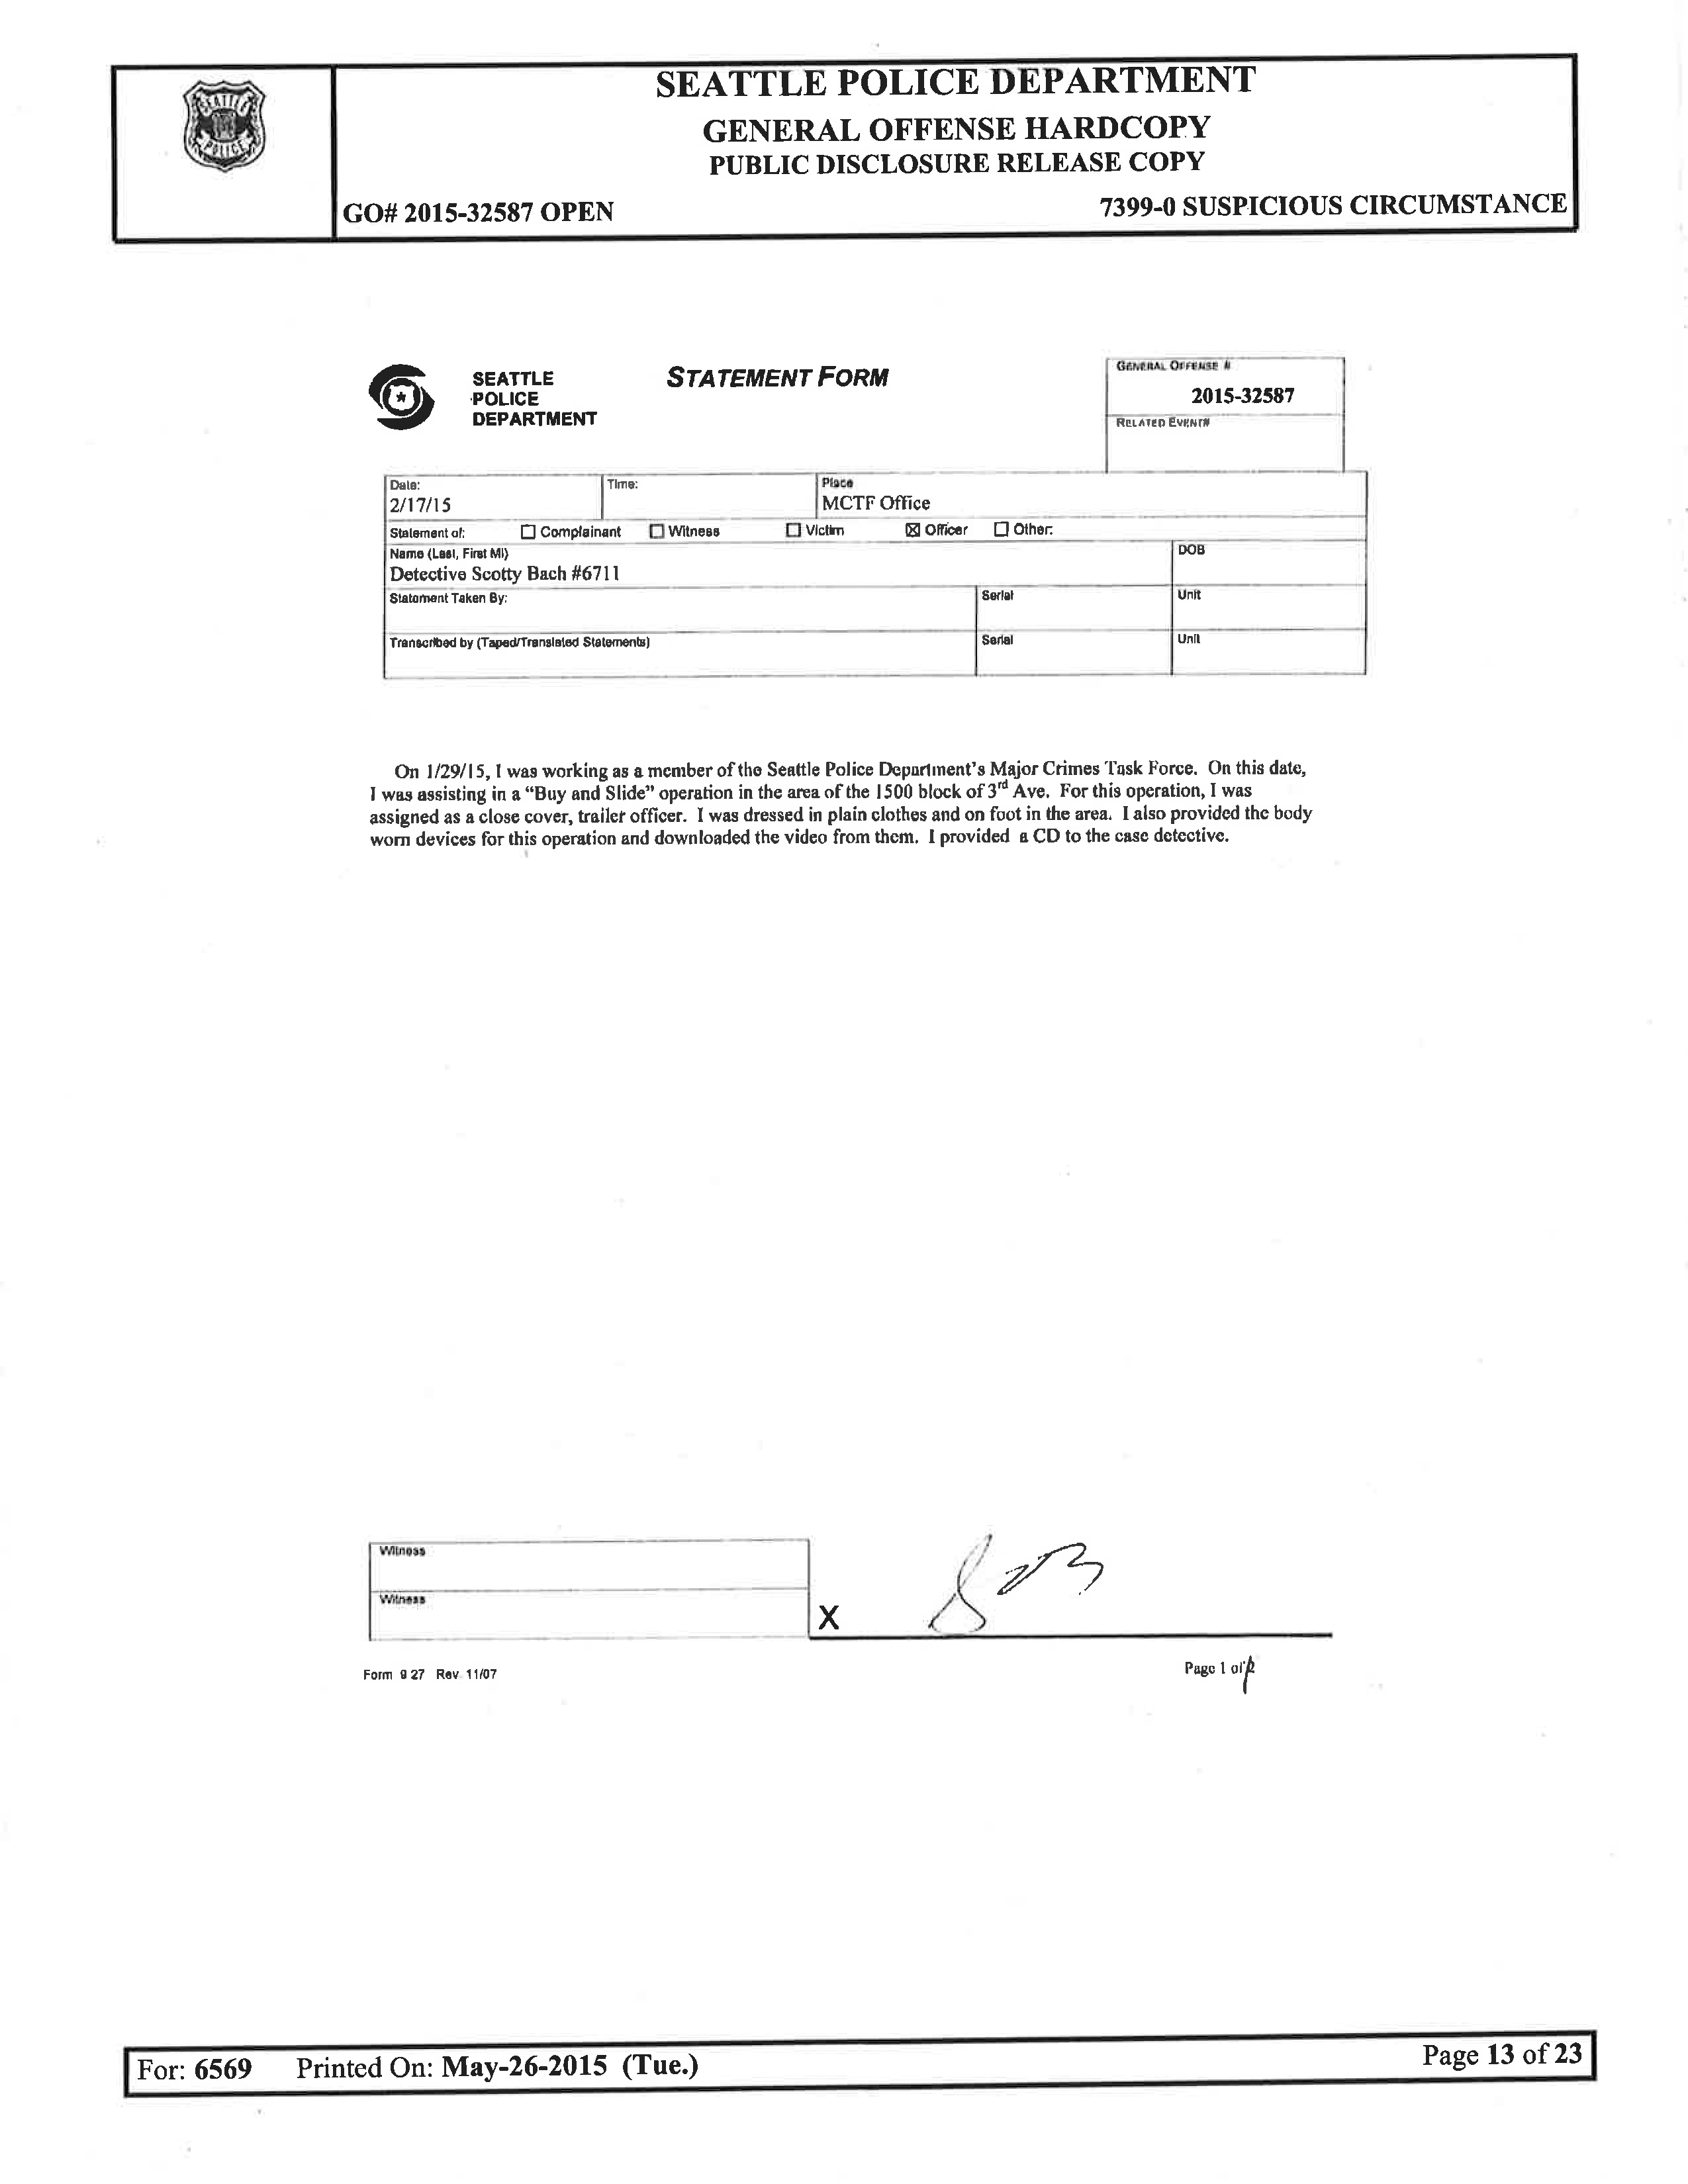 SEATTLE POLICE
SEATTLE POLICE DEPARTMENT
GENERAL OFFENSE HARDCOPY
PUBLIC DISCLOSURE RELEASE COPY
GO# 2015-32587 OPEN
7399-0 SUSPICIOUS CIRCUMSTANCE
SEATTLE
POLICE
DEPARTMENT
STATEMENT FORM
GENERAL OFFENSE #
2015-32587
RELATED EVENT#
Date:
2/17/15
Time:
Place
MCTF Office
Statement of: ☐ Complainant ☐ Witness ☐ Victim ☒ Officer ☐ Other:
Name (Last, First MI)
Detective Scotty Bach #6711
DOB
Statement Taken By:
Serial
Unit
Transcribed by (Taped/Translated Statements)
Serial
Unit
On 1/29/15, I was working as a member of the Seattle Police Department's Major Crimes Task Force. On this date,
I was assisting in a “Buy and Slide” operation in the area of the 1500 block of 3rd Ave. For this operation, I was
assigned as a close cover, trailer officer. I was dressed in plain clothes and on foot in the area. I also provided the body
worn devices for this operation and downloaded the video from them. I provided a CD to the case detective.
Witness
Witness
X
Form 9 27 Rev 11/07
Page 1 of
For: 6569 Printed On: May-26-2015 (Tue.)
Page 13 of 23